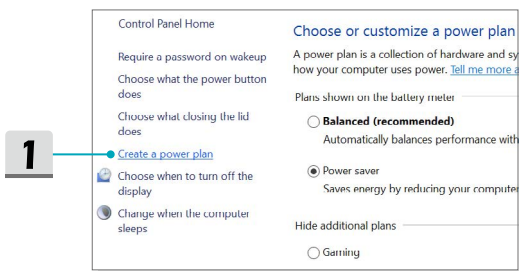 Control Panel Home
Require a password on wakeup
Choose what the power button
does
Choose what closing the lid
does
Create a power plan
Choose when to turn off the
display
Change when the computer
sleeps
1
Choose or customize a power plan
A power plan is a collection of hardware and sy
how your computer uses power. Tell me more a
Plans shown on the battery meter
Balanced (recommended)
Automatically balances performance with
Power saver
Saves energy by reducing your computer
Hide additional plans
Gaming